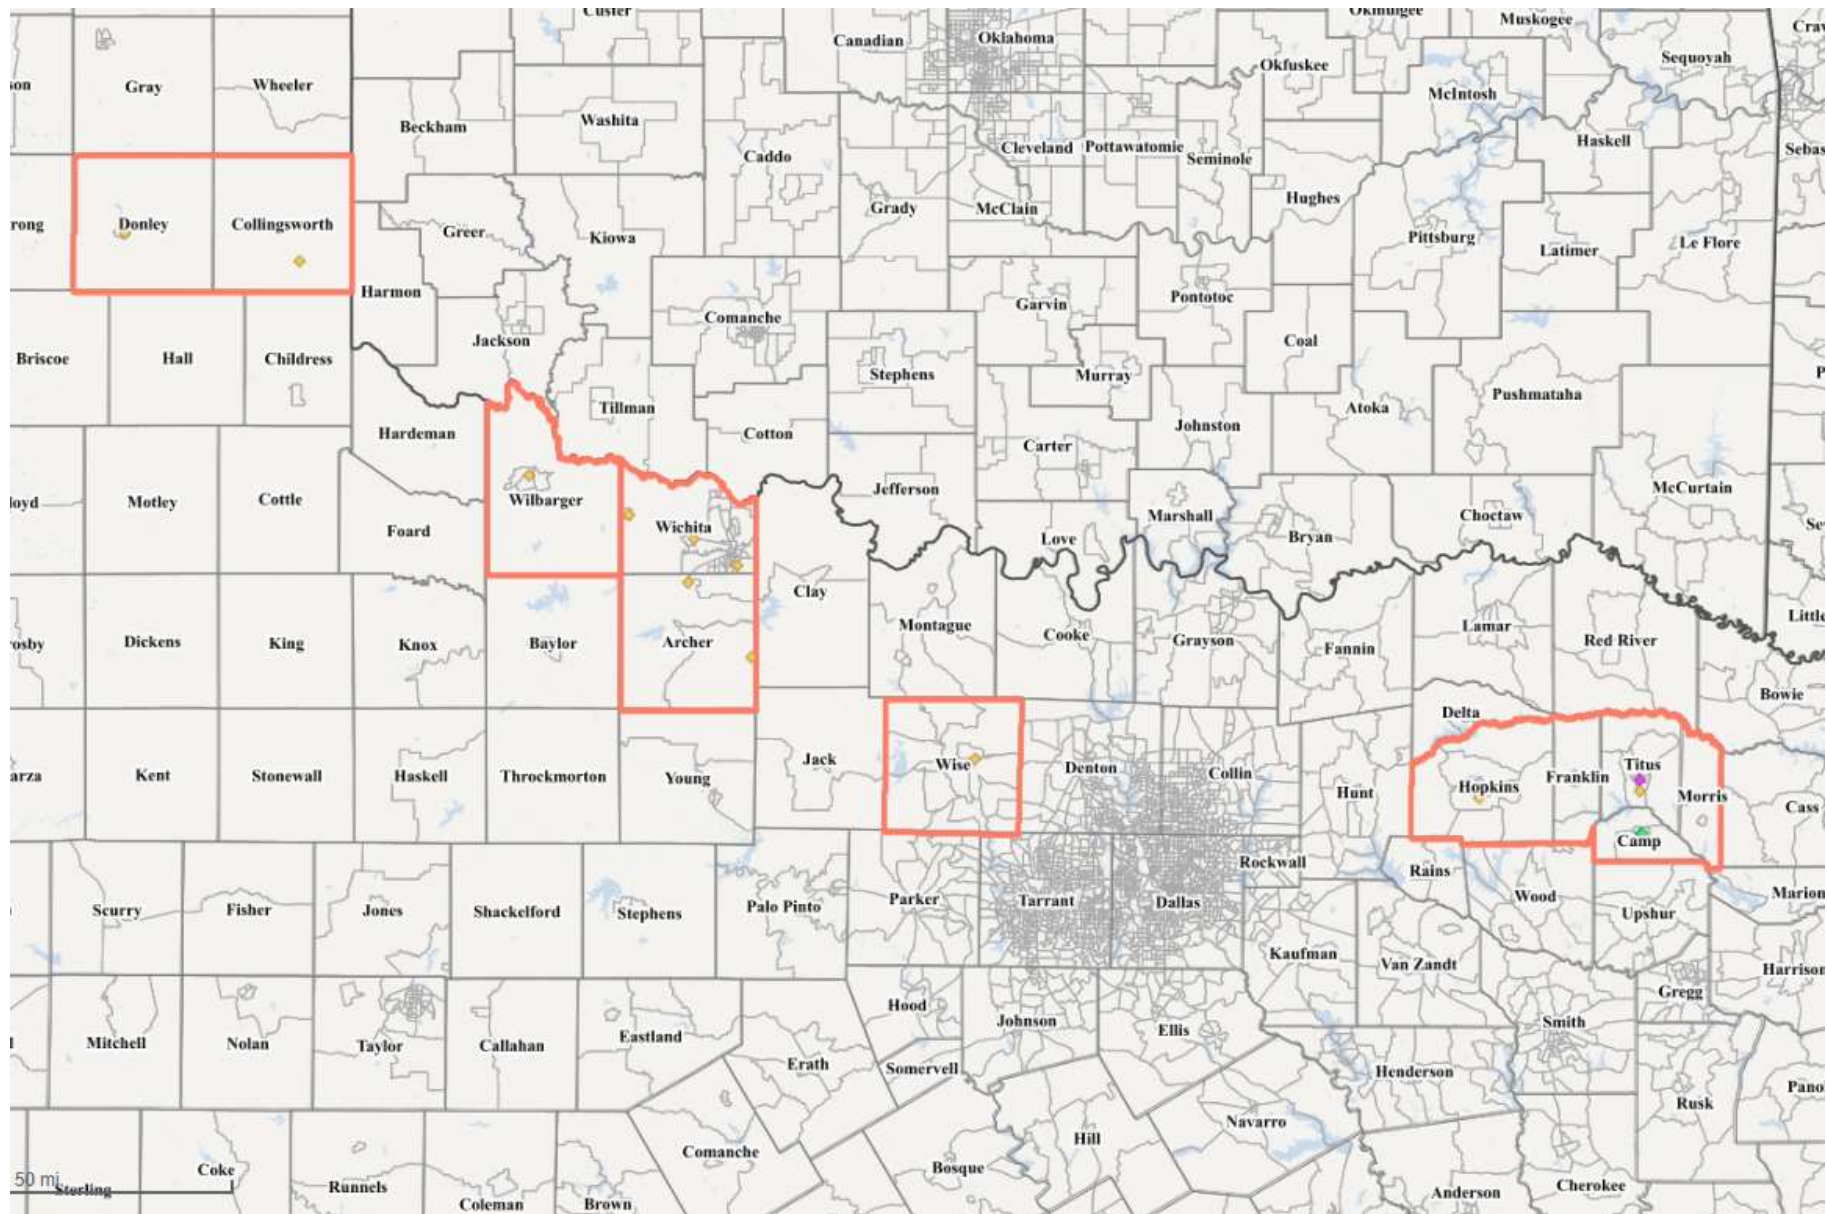 Custer
Canadian
Oklahoma
Okmulgee
Muskogee
Sequoyah
Gray
Wheeler
Okfuskee
McIntosh
Beckham
Washita
Caddo
Cleveland
Pottawatomie
Seminole
Haskell
Donley
Collingsworth
Greer
Kiowa
Grady
McClain
Hughes
Pittsburg
Latimer
Le Flore
Harmon
Comanche
Garvin
Pontotoc
Jackson
Coal
Briscoe
Hall
Childress
Stephens
Murray
Pushmataha
Tillman
Atoka
Hardeman
Cotton
Carter
Johnston
Motley
Cottle
Wilbarger
Jefferson
McCurtain
Foard
Wichita
Love
Marshall
Bryan
Choctaw
Clay
Dickens
King
Knox
Baylor
Archer
Montague
Cooke
Grayson
Fannin
Lamar
Red River
Little
Bowie
Delta
Kent
Stonewall
Haskell
Throckmorton
Young
Jack
Wise
Denton
Collin
Hunt
Hopkins
Franklin
Titus
Morris
Cass
Camp
Rockwall
Rains
Scurry
Fisher
Jones
Shackelford
Stephens
Palo Pinto
Parker
Tarrant
Dallas
Wood
Upshur
Marion
Kaufman
Van Zandt
Harrison
Gregg
Hood
Johnson
Ellis
Smith
Mitchell
Nolan
Taylor
Callahan
Eastland
Erath
Somervell
Henderson
Rusk
Hill
Navarro
Comanche
Bosque
50 mi
Sterling
Coke
Runnels
Coleman
Brown
Anderson
Cherokee